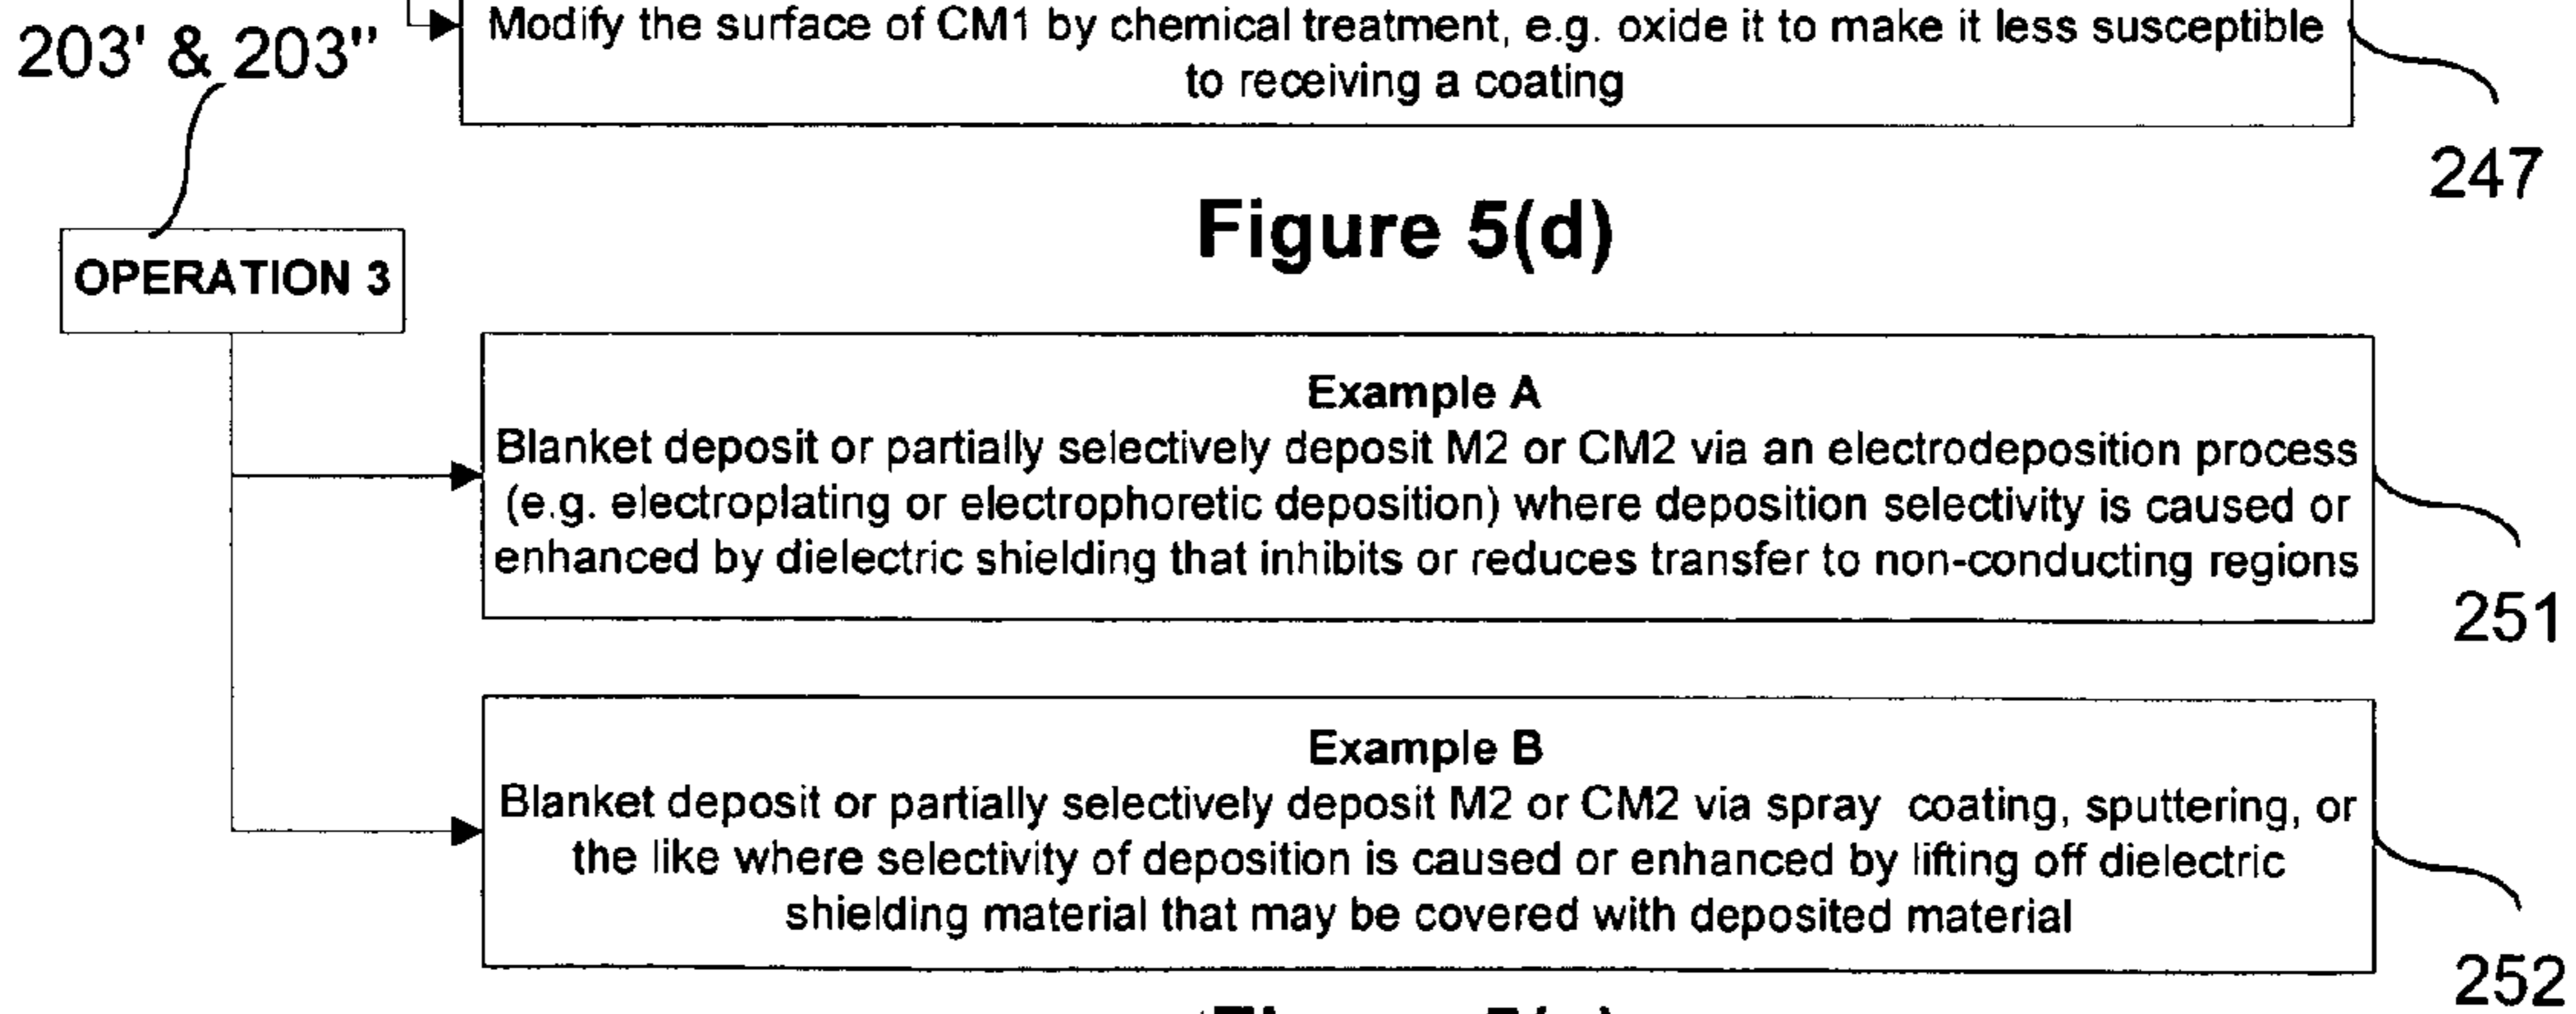 Modify the surface of CM1 by chemical treatment, e.g. oxide it to make it less susceptible
to receiving a coating
203' & 203"
247
Figure 5(d)
OPERATION 3
Example A
Blanket deposit or partially selectively deposit M2 or CM2 via an electrodeposition process
(e.g. electroplating or electrophoretic deposition) where deposition selectivity is caused or
enhanced by dielectric shielding that inhibits or reduces transfer to non-conducting regions
251
Example B
Blanket deposit or partially selectively deposit M2 or CM2 via spray coating, sputtering, or
the like where selectivity of deposition is caused or enhanced by lifting off dielectric
shielding material that may be covered with deposited material
252